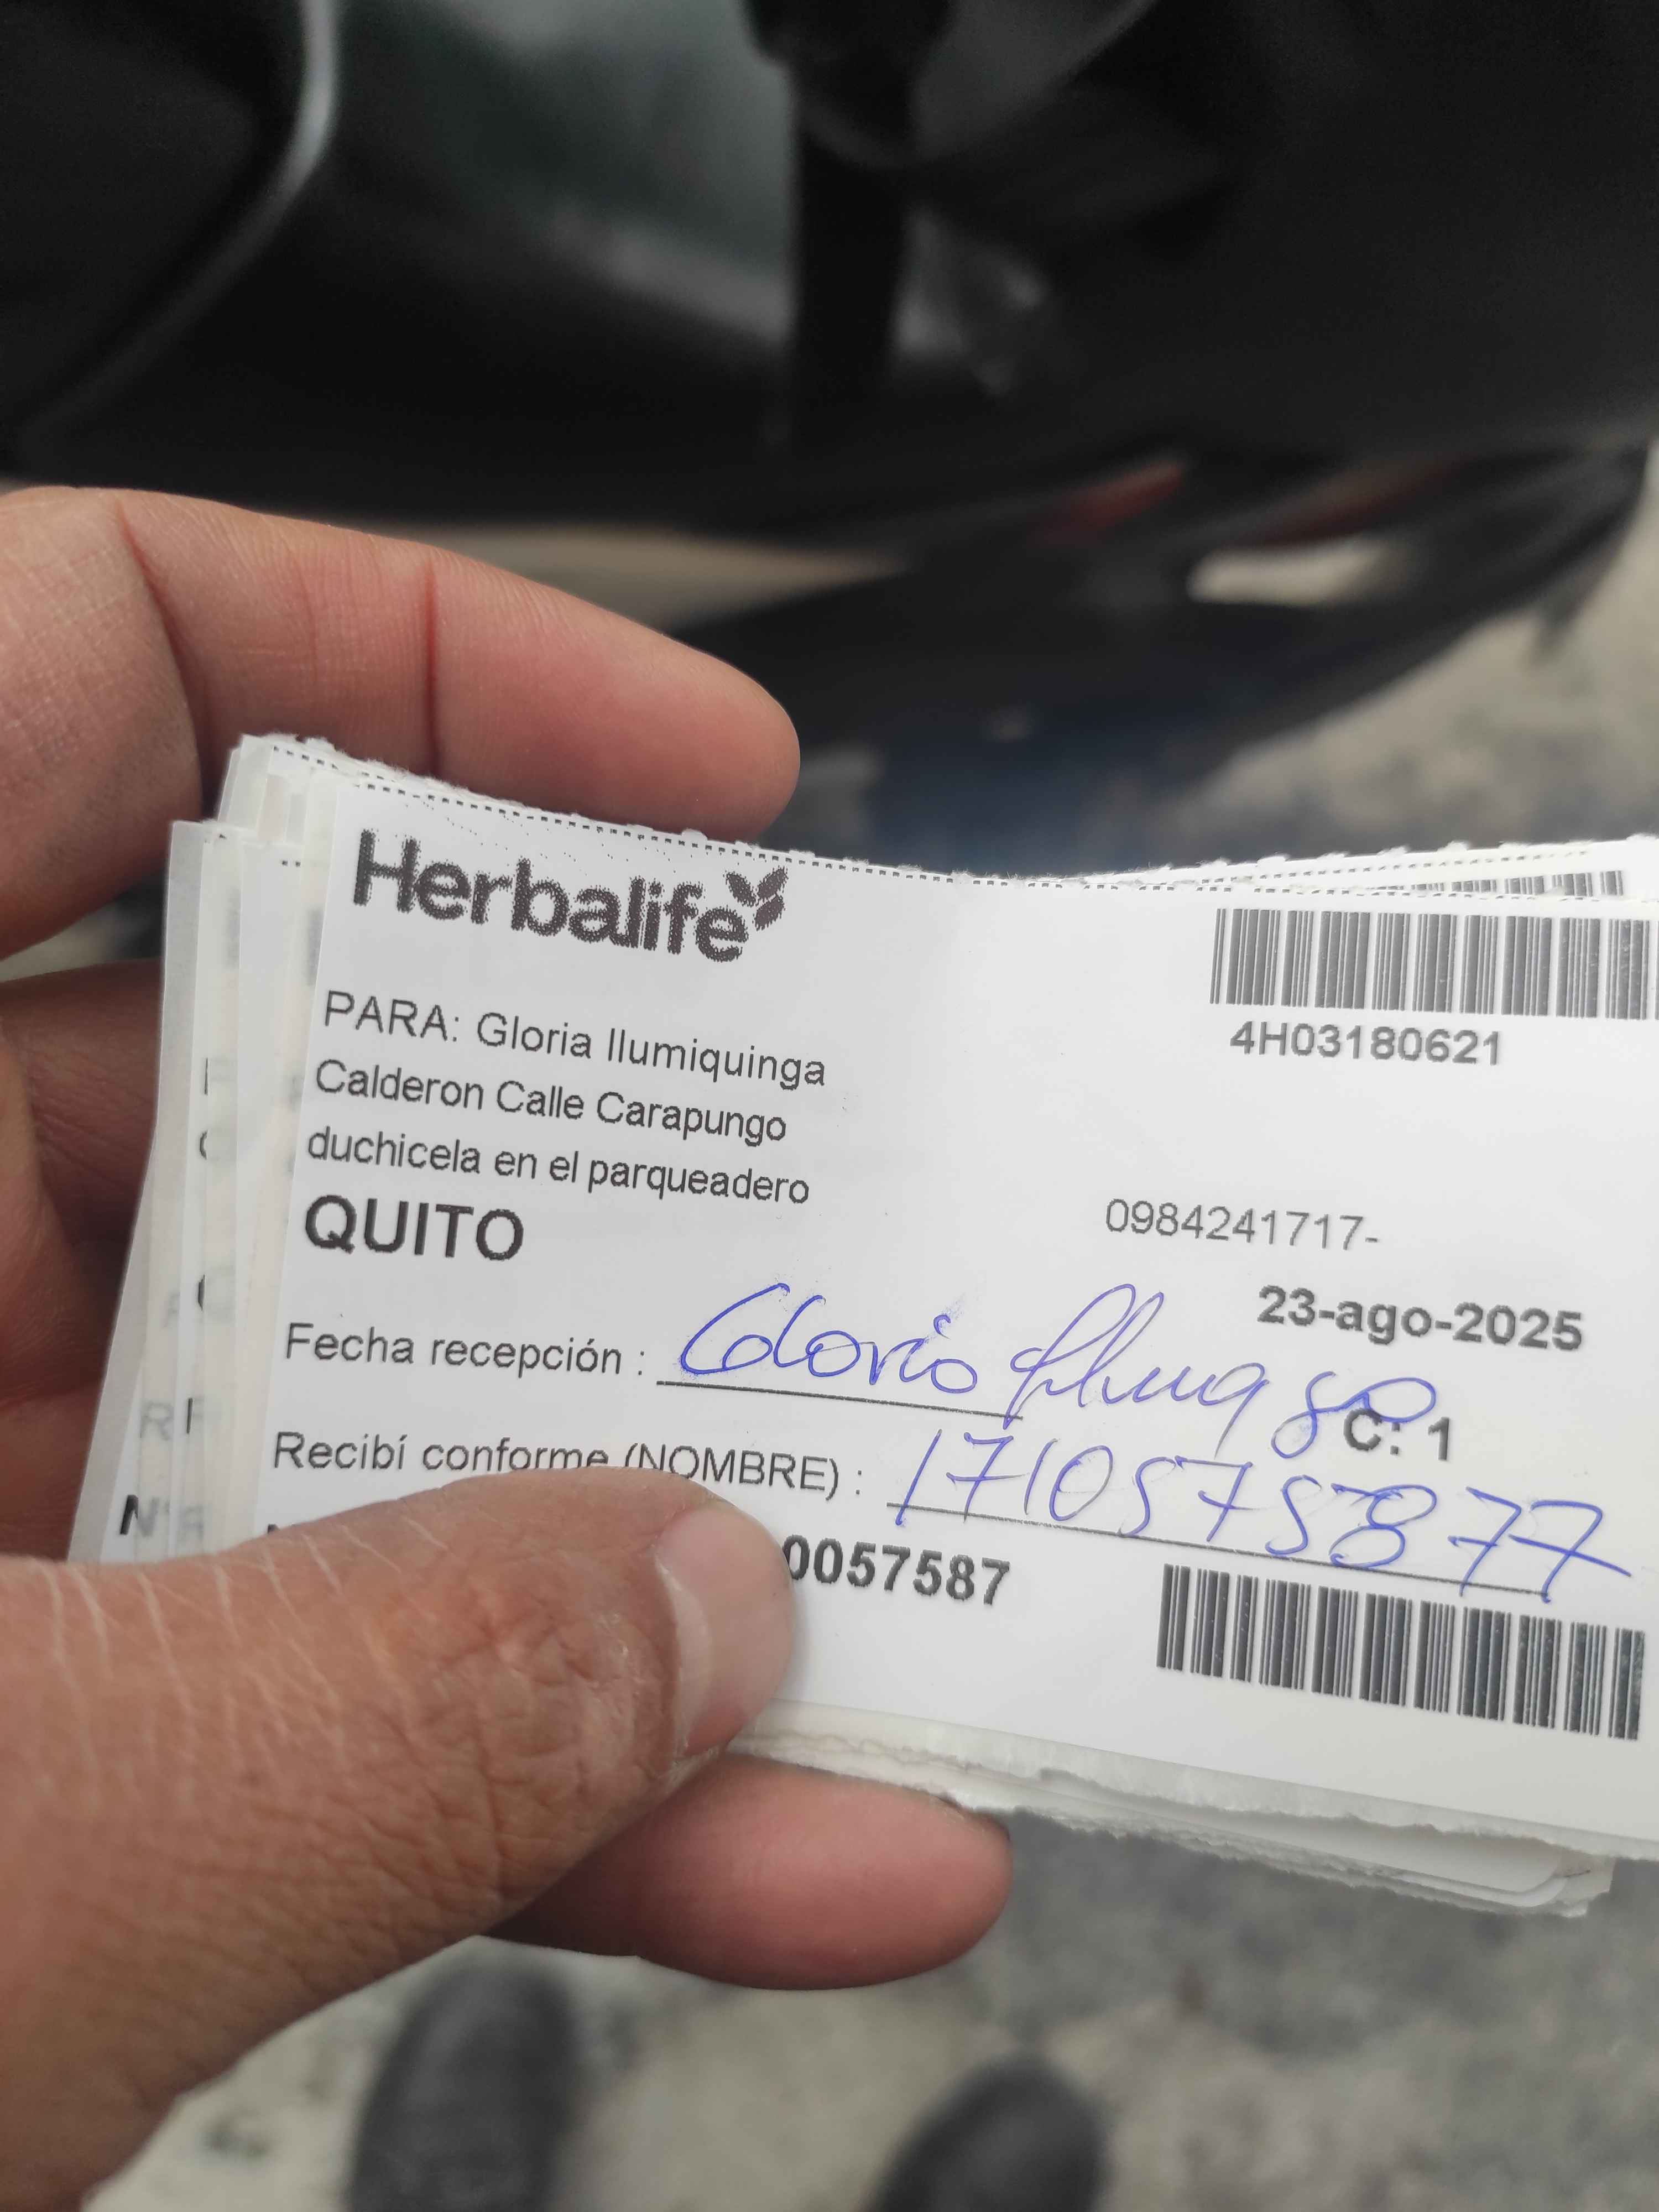 Herbalife
4H03180621
PARA: Gloria Ilumiquinga
Calderon Calle Carapungo
duchicela en el parqueadero
QUITO
0984241717-
23-ago-2025
Fecha recepción : Gloria
C: 1
Recibí conforme (NOMBRE) : 1710575877
0057587